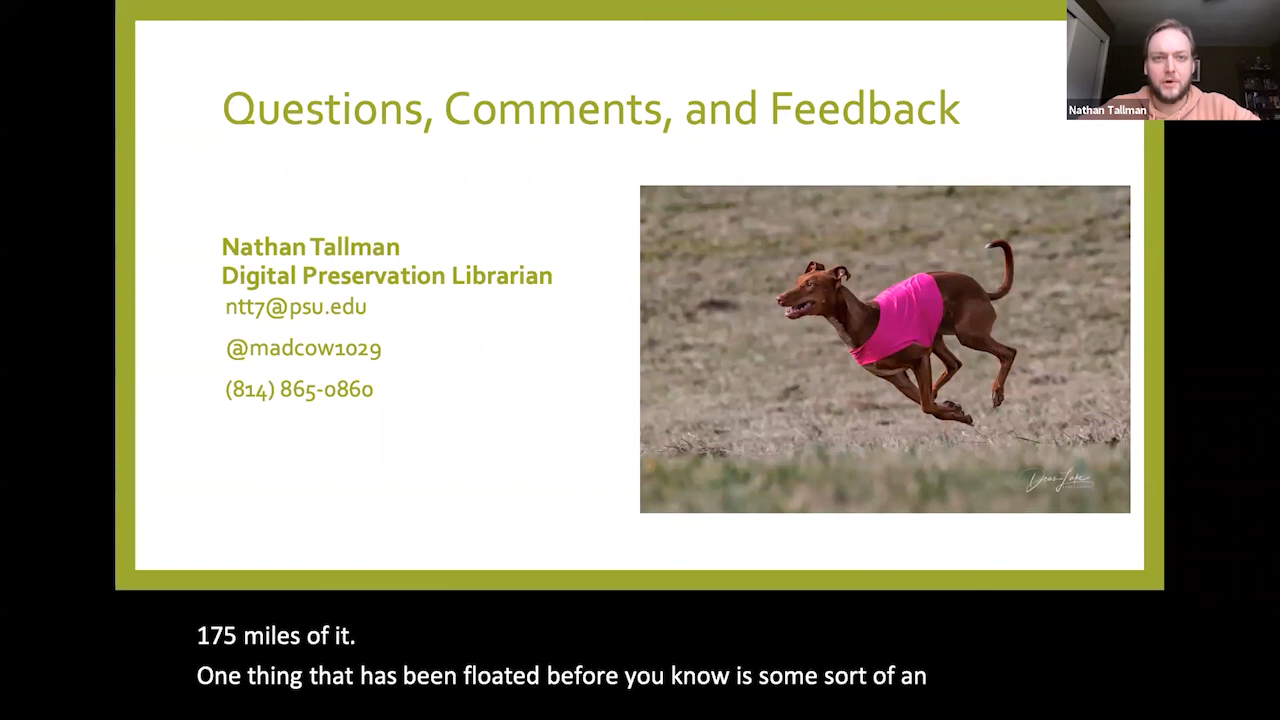 Questions, Comments, and Feedback
Nathan Tallman
Nathan Tallman
Digital Preservation Librarian
ntt7@psu.edu
@madcow1029
(814) 865-0860
175 miles of it.
One thing that has been floated before you know is some sort of an